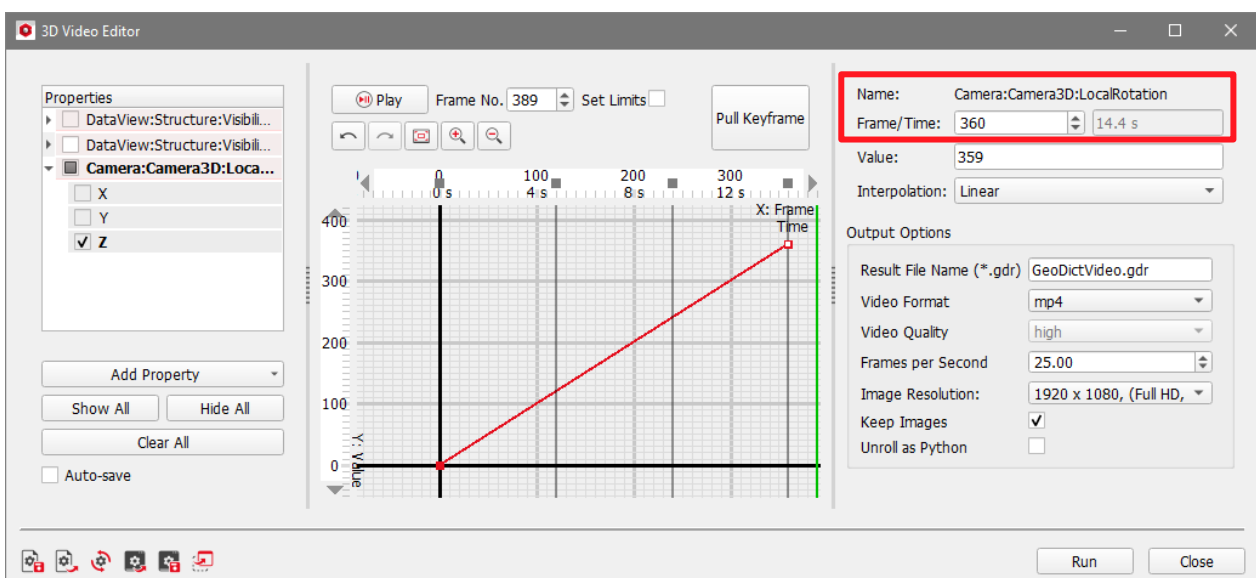 3D Video Editor
Properties
DataView:Structure:Visibili...
DataView:Structure:Visibili...
Camera:Camera3D:Loca...
X
Y
Z
Add Property
Show All Hide All
Clear All
Auto-save
Play Frame No. 389 Set Limits
Pull Keyframe
0 100 200 300
0 s 4 s 8 s 12 s
X: Frame
Time
400
300
200
100
0
Y: Value
Name: Camera:Camera3D:LocalRotation
Frame/Time: 360 14.4 s
Value: 359
Interpolation: Linear
Output Options
Result File Name (*.gdr) GeoDictVideo.gdr
Video Format mp4
Video Quality high
Frames per Second 25.00
Image Resolution: 1920 x 1080, (Full HD,
Keep Images
Unroll as Python
Run Close